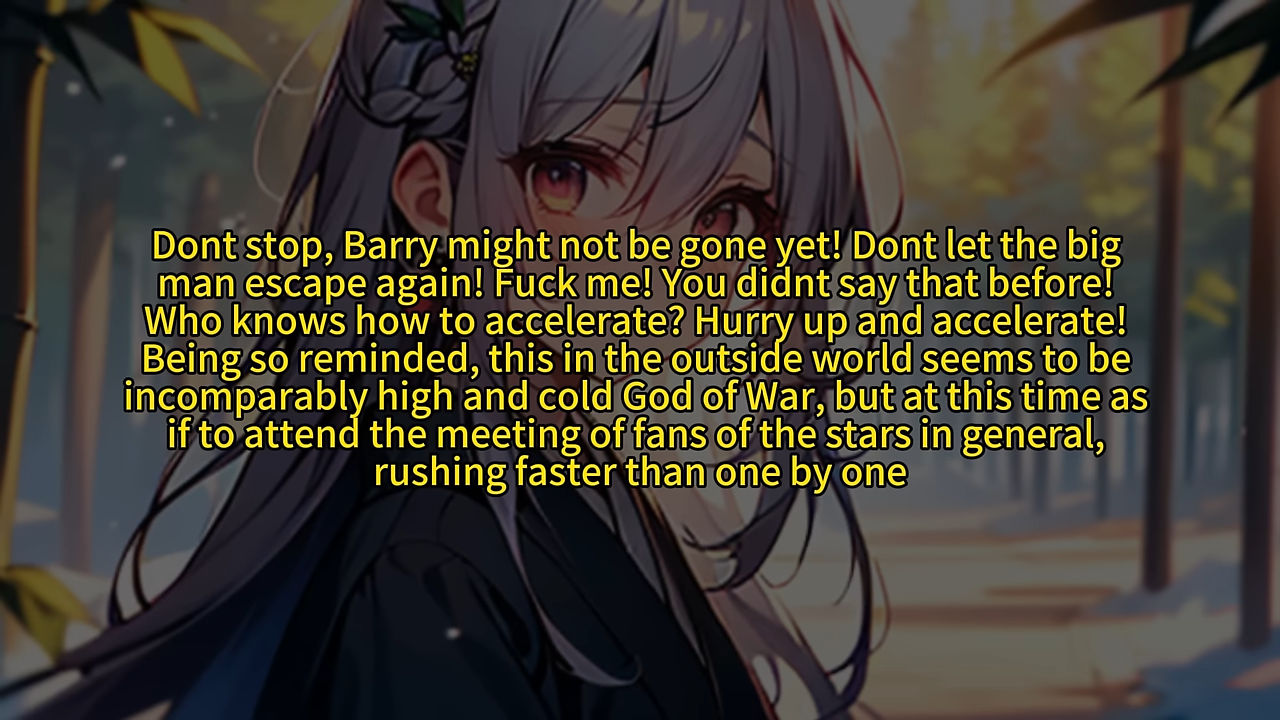 Dont stop, Barry might not be gone yet! Dont let the big
man escape again! Fuck me! You didnt say that before!
Who knows how to accelerate? Hurry up and accelerate!
Being so reminded, this in the outside world seems to be
incomparably high and cold God of War, but at this time as
if to attend the meeting of fans of the stars in general,
rushing faster than one by one